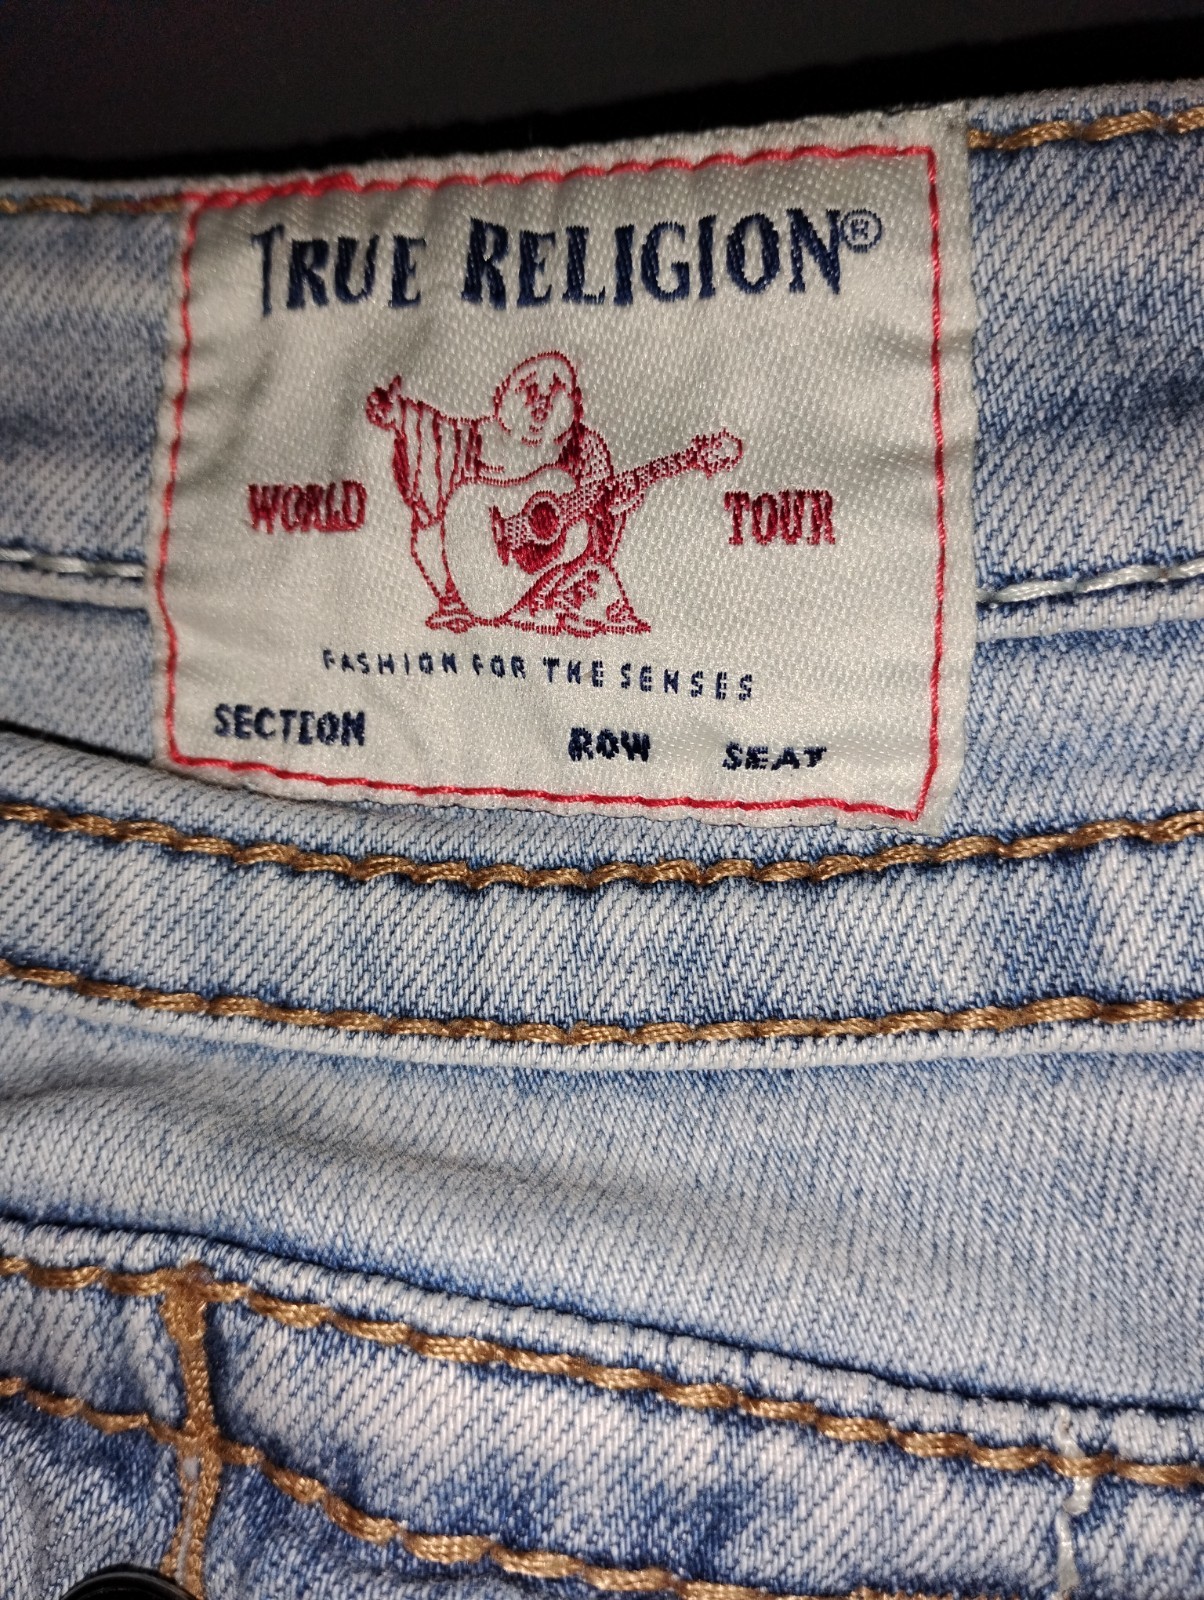 TRUE RELIGION®
WORLD TOUR
FASHION FOR THE SENSES
SECTION ROW SEAT